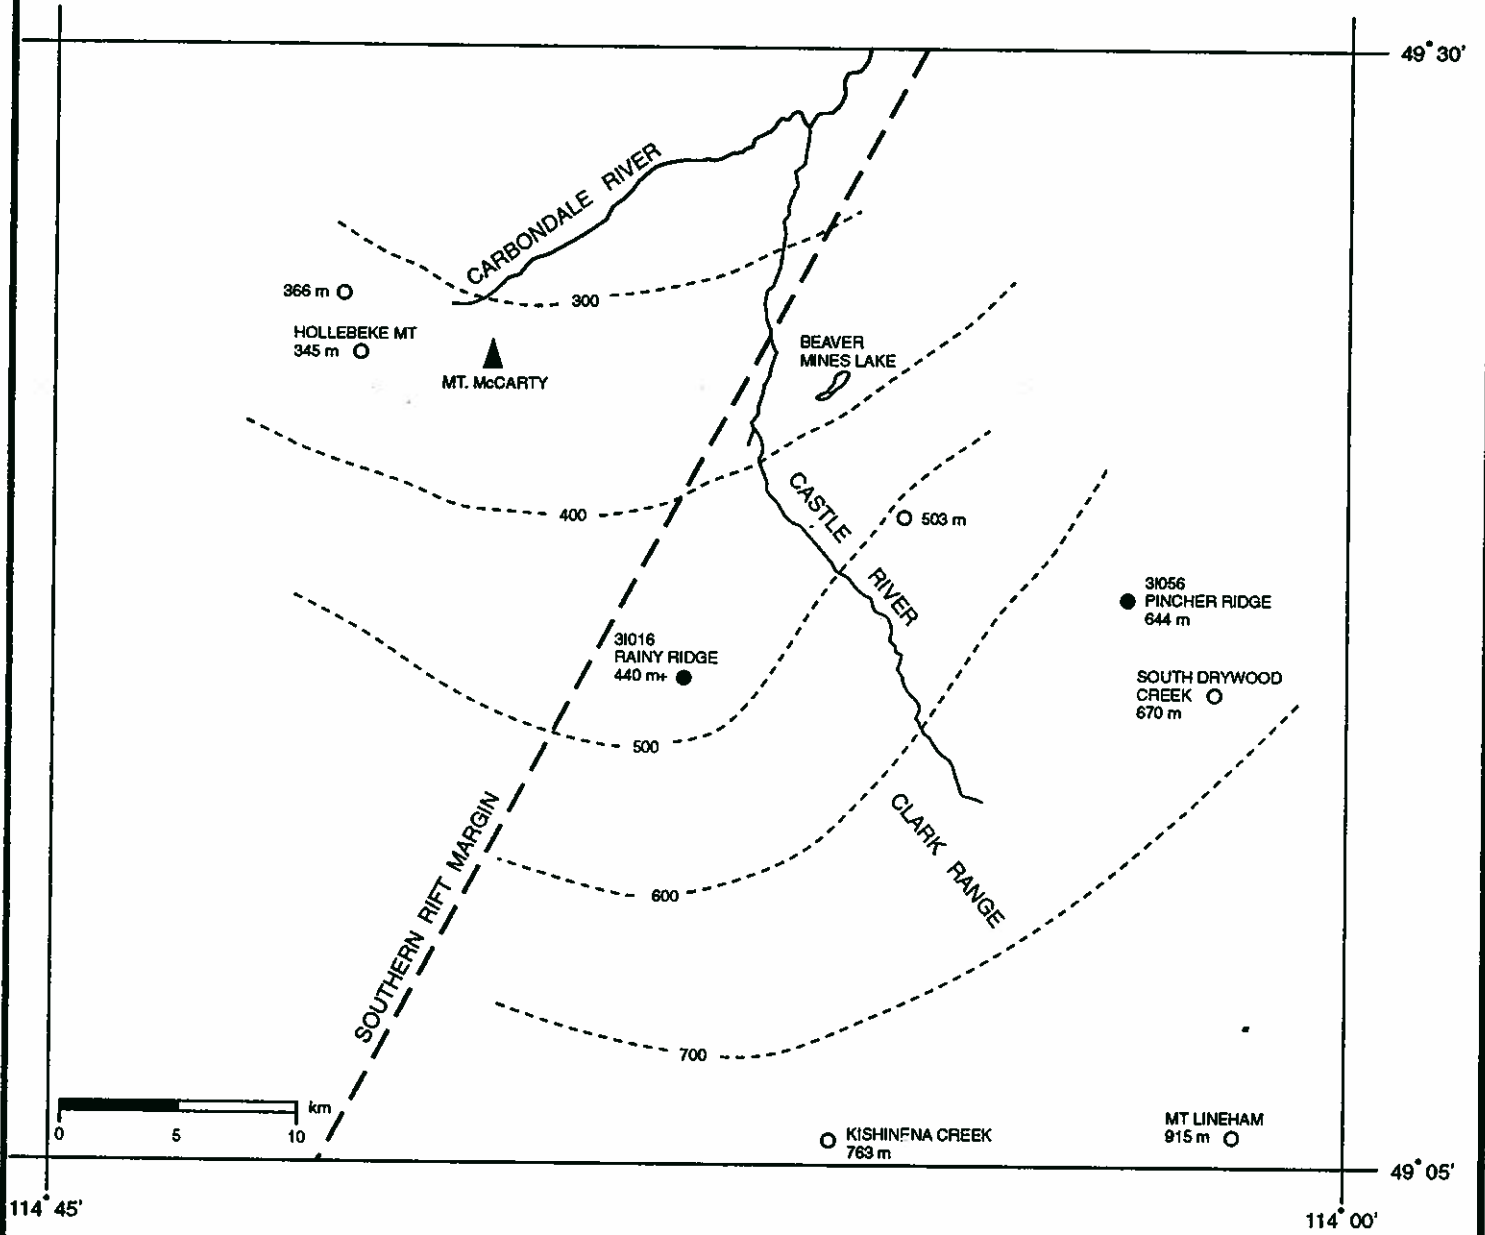 49°30'
CARBONDALE RIVER
366 m
300
HOLLEBEKE MT
345 m
MT. McCARTY
BEAVER
MINES LAKE
400
CASTLE RIVER
503 m
31056
PINCHER RIDGE
644 m
31016
RAINY RIDGE
440 m+
SOUTH DRYWOOD
CREEK
670 m
500
SOUTHERN RIFT MARGIN
CLARK RANGE
600
700
km
0 5 10
KISHINENA CREEK
763 m
MT LINEHAM
915 m
49°05'
114°45'
114°00'